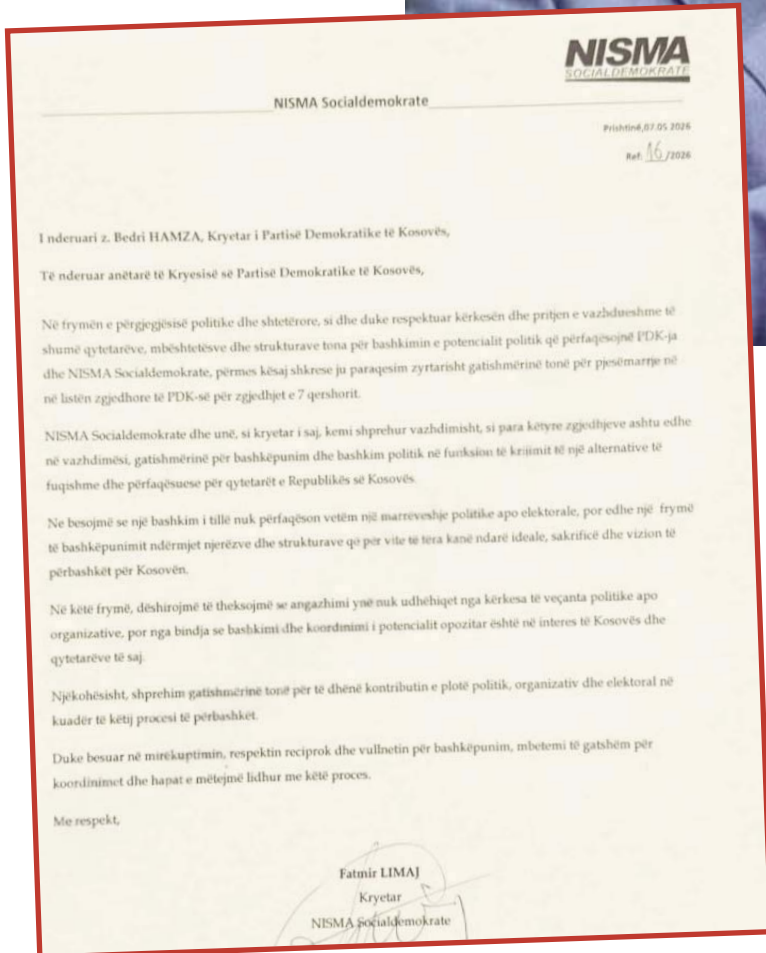 NISMA
SOCIALDEMOKRATE
NISMA Socialdemokrate
Prishtinë,07.05 2026
Ref: 16/2026
I nderuari z. Bedri HAMZA, Kryetar i Partisë Demokratike të Kosovës,
Të nderuar anëtarë të Kryesisë së Partisë Demokratike të Kosovës,
Në frymën e përgjegjësisë politike dhe shtetërore, si dhe duke respektuar kërkesën dhe pritjen e vazhdueshme të
shumë qytetarëve, mbështetësve dhe strukturave tona për bashkimin e potencialit politik që përfaqësojnë PDK-ja
dhe NISMA Socialdemokrate, përmes kësaj shkrese ju paraqesim zyrtarisht gatishmërinë tonë për pjesëmarrje në
në listën zgjedhore të PDK-së për zgjedhjet e 7 qershorit.
NISMA Socialdemokrate dhe unë, si kryetar i saj, kemi shprehur vazhdimisht, si para këtyre zgjedhjeve ashtu edhe
në vazhdimësi, gatishmërinë për bashkëpunim dhe bashkim politik në funksion të krijimit të një alternative të
fuqishme dhe përfaqësuese për qytetarët e Republikës së Kosovës.
Ne besojmë se një bashkim i tillë nuk përfaqëson vetëm një marrëveshje politike apo elektorale, por edhe një frymë
të bashkëpunimit ndërmjet njerëzve dhe strukturave që për vite të tëra kanë ndarë ideale, sakrificë dhe vizion të
përbashkët për Kosovën.
Në këtë frymë, dëshirojmë të theksojmë se angazhimi ynë nuk udhëhiqet nga kërkesa të veçanta politike apo
organizative, por nga bindja se bashkimi dhe koordinimi i potencialit opozitar është në interes të Kosovës dhe
qytetarëve të saj.
Njëkohësisht, shprehim gatishmërinë tonë për të dhënë kontributin e plotë politik, organizativ dhe elektoral në
kuadër të këtij procesi të përbashkët.
Duke besuar në mirëkuptimin, respektin reciprok dhe vullnetin për bashkëpunim, mbetemi të gatshëm për
koordinimet dhe hapat e mëtejmë lidhur me këtë proces.
Me respekt,
Fatmir LIMAJ
Kryetar
NISMA Socialdemokrate